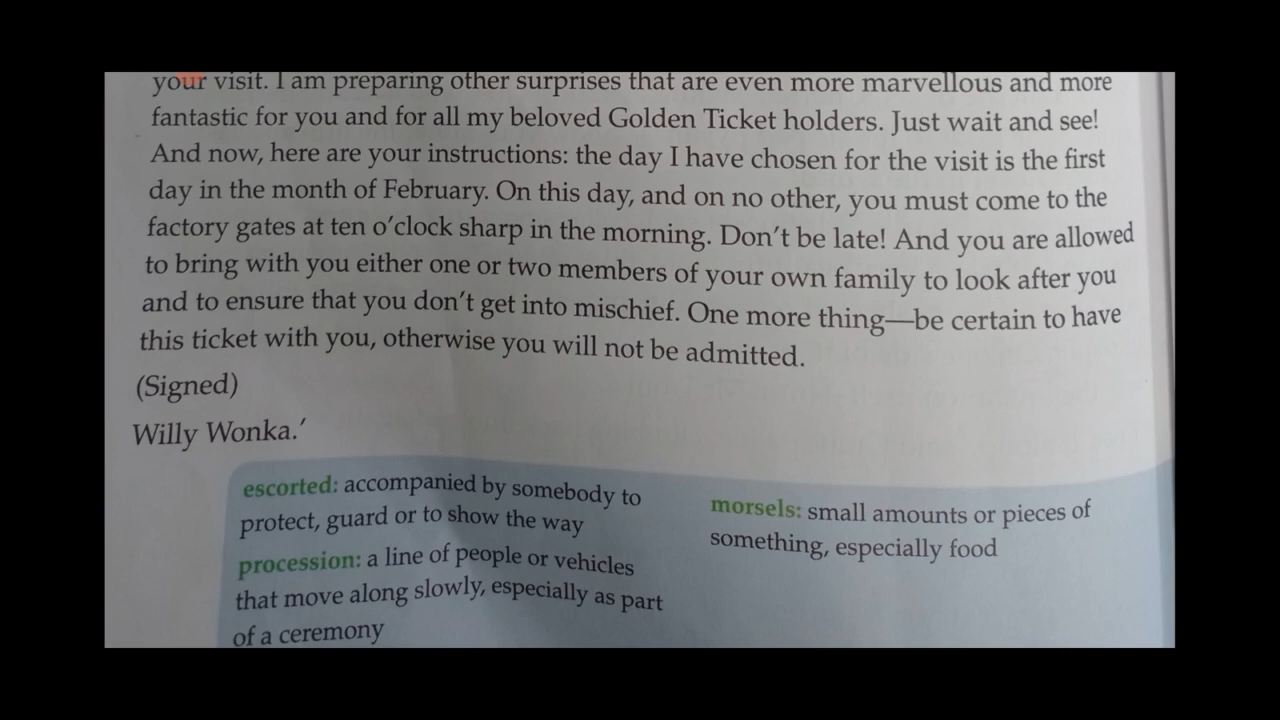 your visit. I am preparing other surprises that are even more marvellous and more
fantastic for you and for all my beloved Golden Ticket holders. Just wait and see!
And now, here are your instructions: the day I have chosen for the visit is the first
day in the month of February. On this day, and on no other, you must come to the
factory gates at ten o’clock sharp in the morning. Don’t be late! And you are allowed
to bring with you either one or two members of your own family to look after you
and to ensure that you don’t get into mischief. One more thing—be certain to have
this ticket with you, otherwise you will not be admitted.
(Signed)
Willy Wonka.’
escorted: accompanied by somebody to
protect, guard or to show the way
procession: a line of people or vehicles
that move along slowly, especially as part
of a ceremony
morsels: small amounts or pieces of
something, especially food